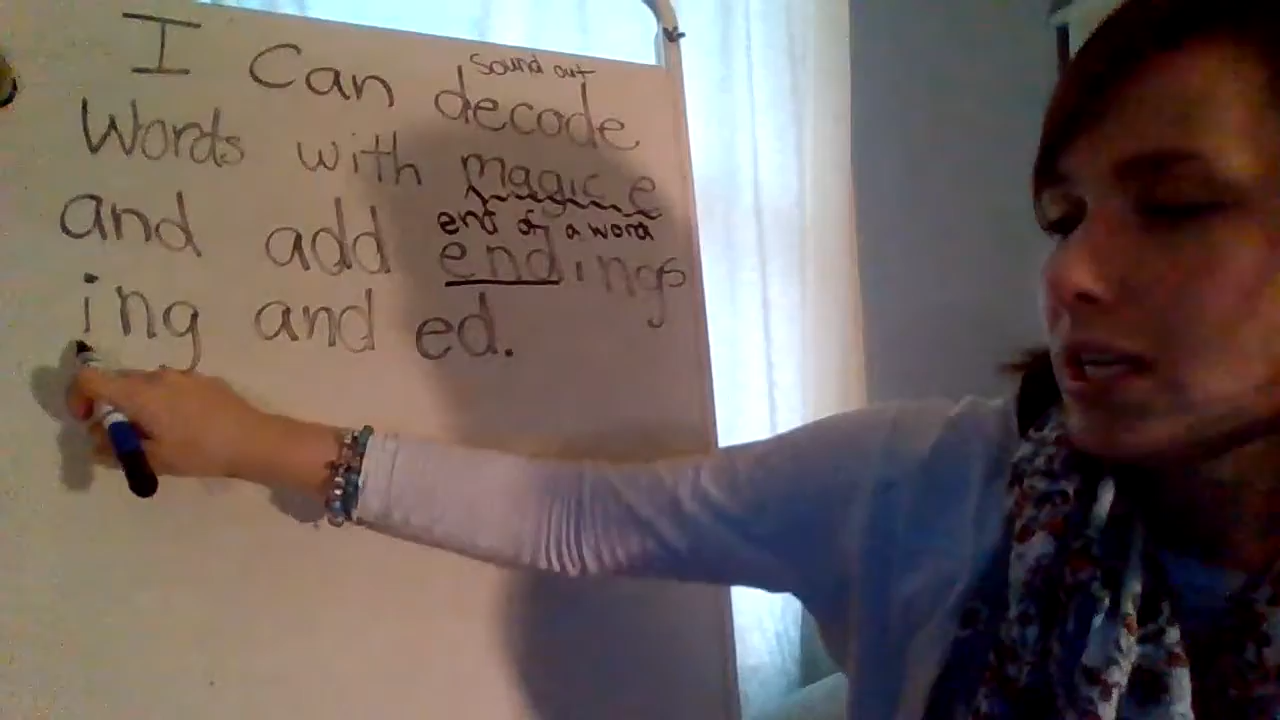 Sound out
I Can decode
Words with magic e
end of a word
and add endings
ing and ed.